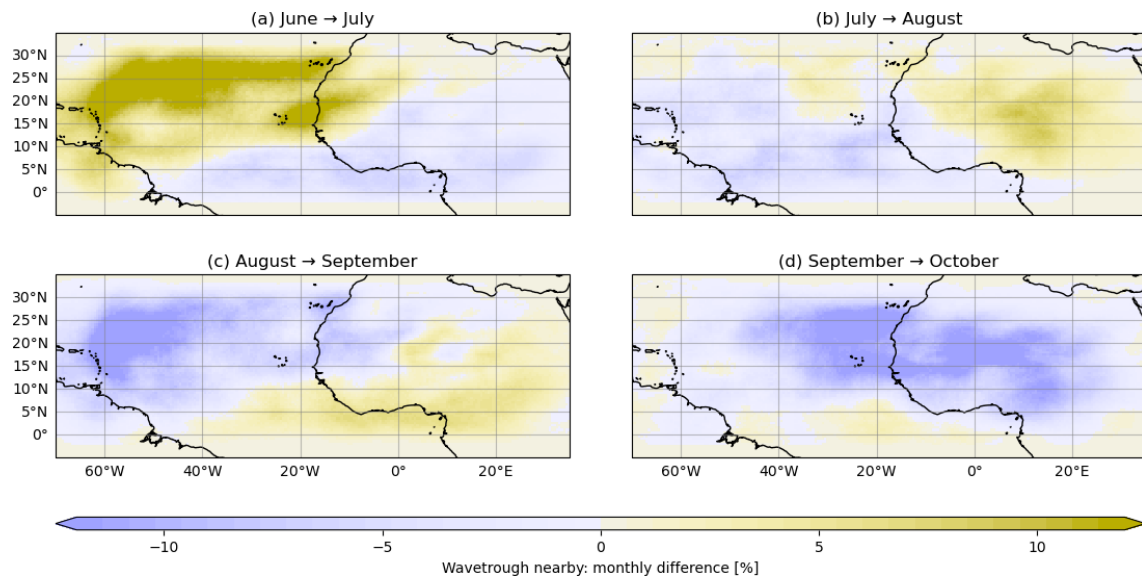 (a) June → July
(b) July → August
30°N
25°N
20°N
15°N
10°N
5°N
0°
(c) August → September
(d) September → October
30°N
25°N
20°N
15°N
10°N
5°N
0°
60°W 40°W 20°W 0° 20°E
60°W 40°W 20°W 0° 20°E
−10 −5 0 5 10
Wavetrough nearby: monthly difference [%]